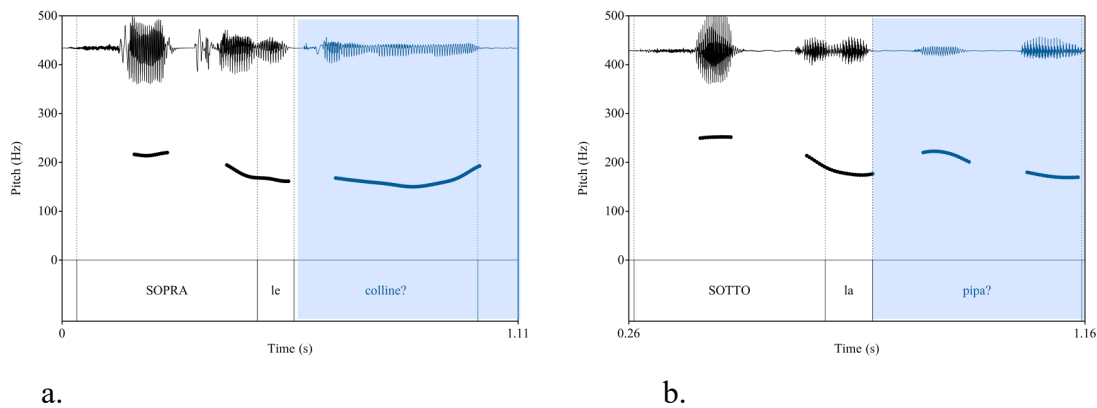 500
400
300
200
100
0
Pitch (Hz)
SOPRA le colline?
0 1.11
Time (s)
a.
500
400
300
200
100
0
Pitch (Hz)
SOTTO la pipa?
0.26 1.16
Time (s)
b.